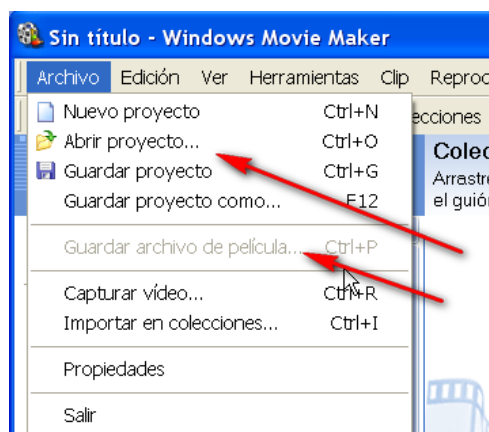 Sin título - Windows Movie Maker
Archivo Edición Ver Herramientas Clip Reproc
Nuevo proyecto Ctrl+N
ecciones
Abrir proyecto... Ctrl+O
Colec
Guardar proyecto Ctrl+G
Arrastre
Guardar proyecto como... F12
el guión
Guardar archivo de película... Ctrl+P
Capturar vídeo... Ctrl+R
Importar en colecciones... Ctrl+I
Propiedades
Salir